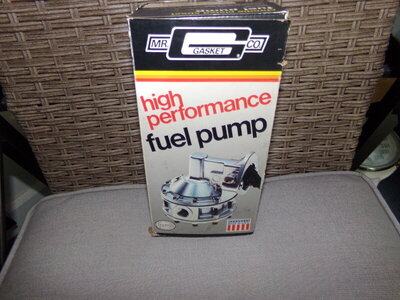 MR. GASKET CO.
high
performance
fuel pump